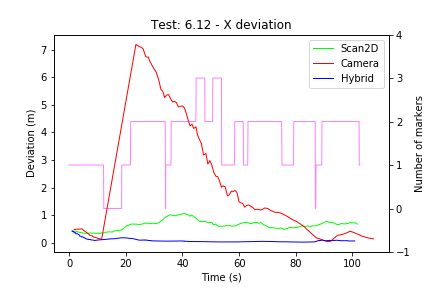 Test: 6.12 - X deviation
Scan2D
Camera
Hybrid
Deviation (m)
7
6
5
4
3
2
1
0
Number of markers
4
3
2
1
0
−1
0 20 40 60 80 100
Time (s)